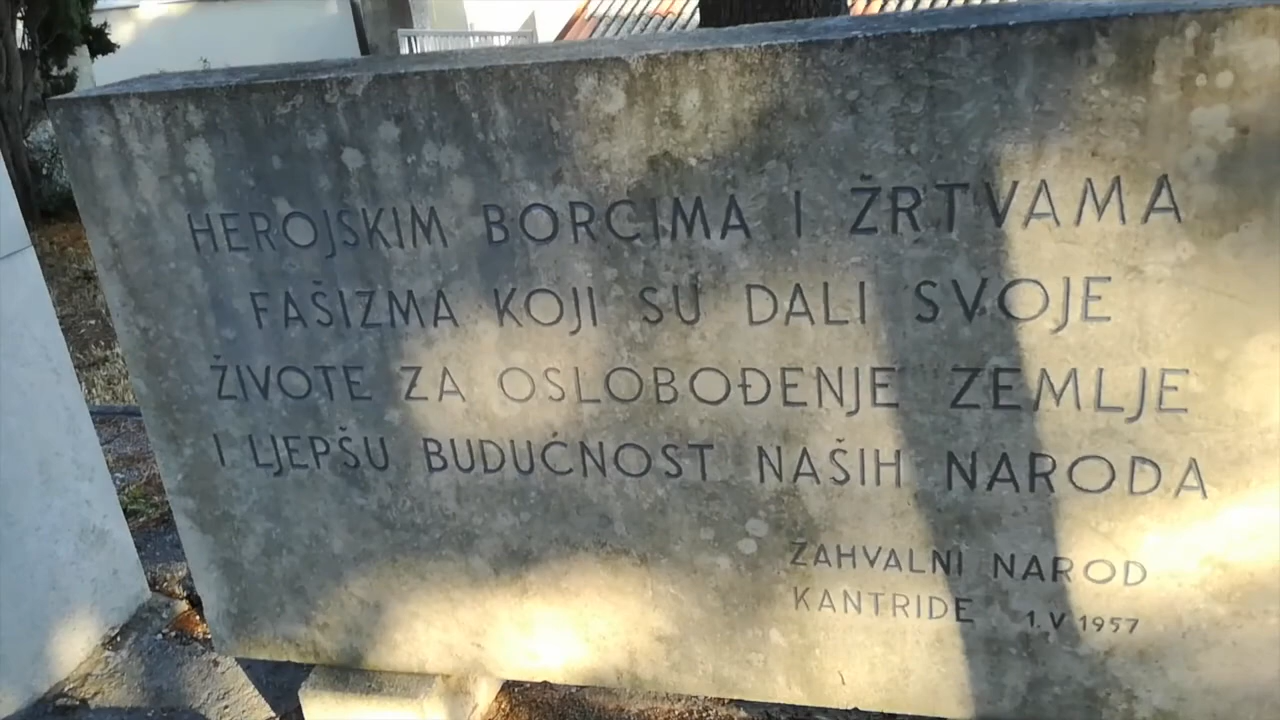 HEROJSKIM BORCIMA I ŽRTVAMA
FAŠIZMA KOJI SU DALI SVOJE
ŽIVOTE ZA OSLOBOĐENJE ZEMLJE
I LJEPŠU BUDUĆNOST NAŠIH NARODA
ZAHVALNI NAROD
KANTRIDE 1.V 1957